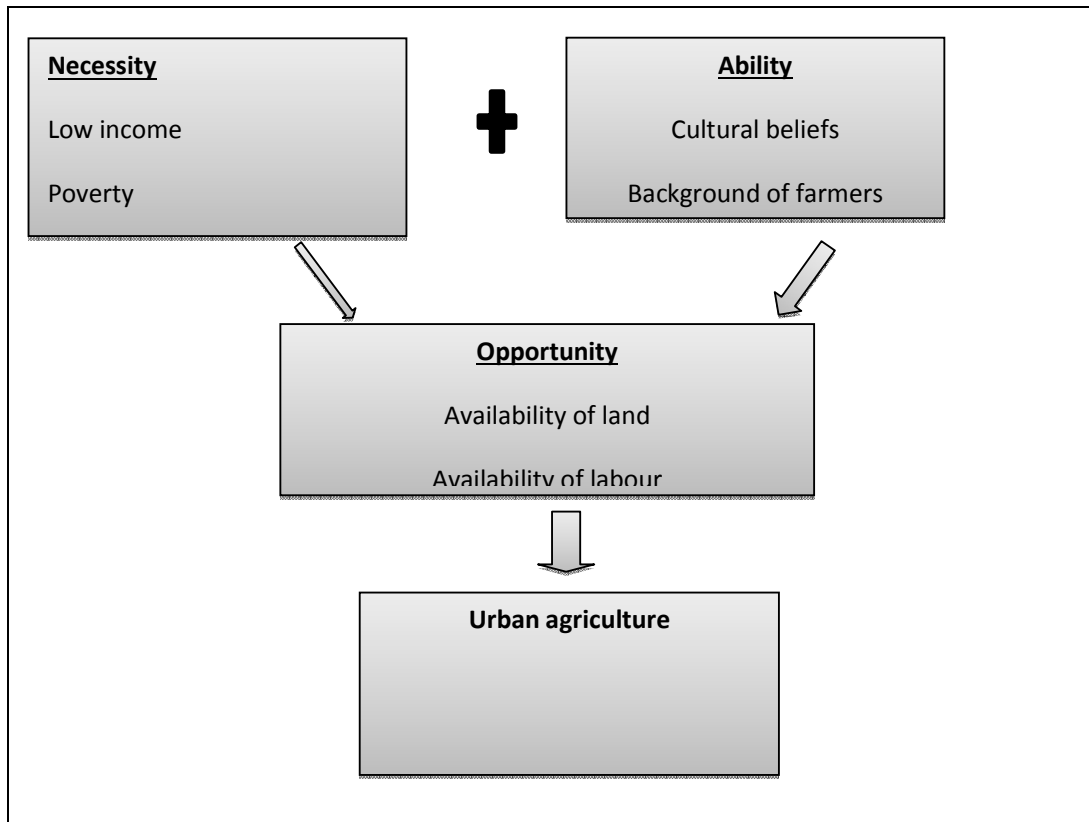 Necessity
Low income
Poverty
Ability
Cultural beliefs
Background of farmers
Opportunity
Availability of land
Availability of labour
Urban agriculture